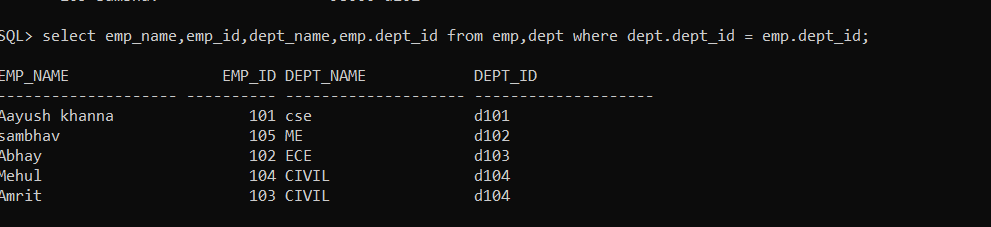 SQL> select emp_name,emp_id,dept_name,emp.dept_id from emp,dept where dept.dept_id = emp.dept_id;
EMP_NAME EMP_ID DEPT_NAME DEPT_ID
-------------------- ---------- -------------------- --------------------
Aayush khanna 101 cse d101
sambhav 105 ME d102
Abhay 102 ECE d103
Mehul 104 CIVIL d104
Amrit 103 CIVIL d104